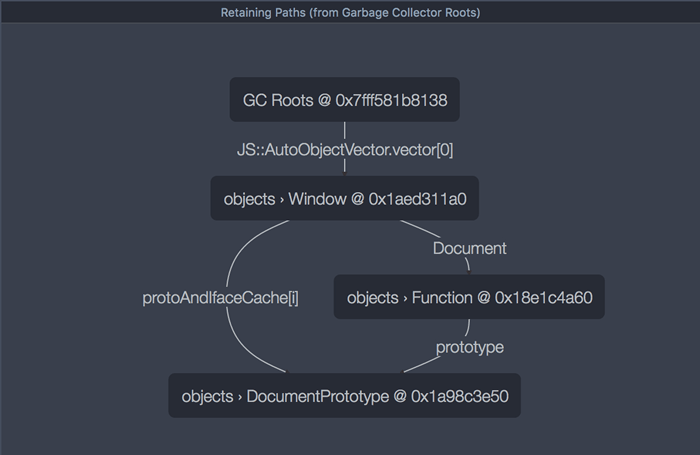 Retaining Paths (from Garbage Collector Roots)
GC Roots @ 0x7fff581b8138
JS::AutoObjectVector.vector[0]
objects › Window @ 0x1aed311a0
Document
protoAndIfaceCache[i]
objects › Function @ 0x18e1c4a60
prototype
objects › DocumentPrototype @ 0x1a98c3e50